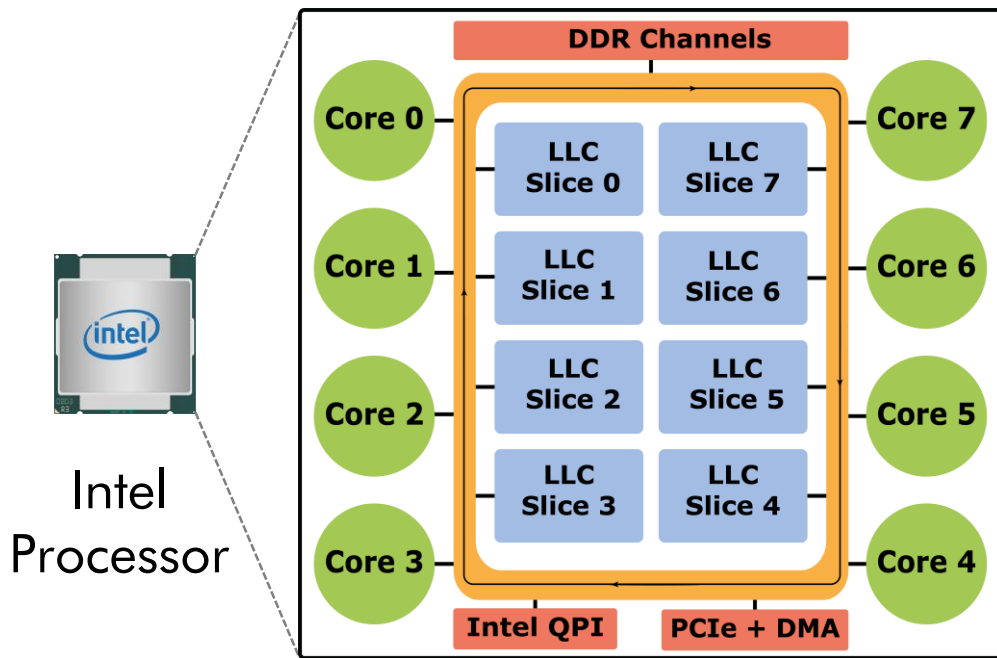 DDR Channels
Core 0
Core 7
LLC
Slice 0
LLC
Slice 7
Core 1
Core 6
LLC
Slice 1
LLC
Slice 6
intel
Core 2
Core 5
LLC
Slice 2
LLC
Slice 5
Intel
Processor
LLC
Slice 3
LLC
Slice 4
Core 3
Core 4
Intel QPI
PCIe + DMA